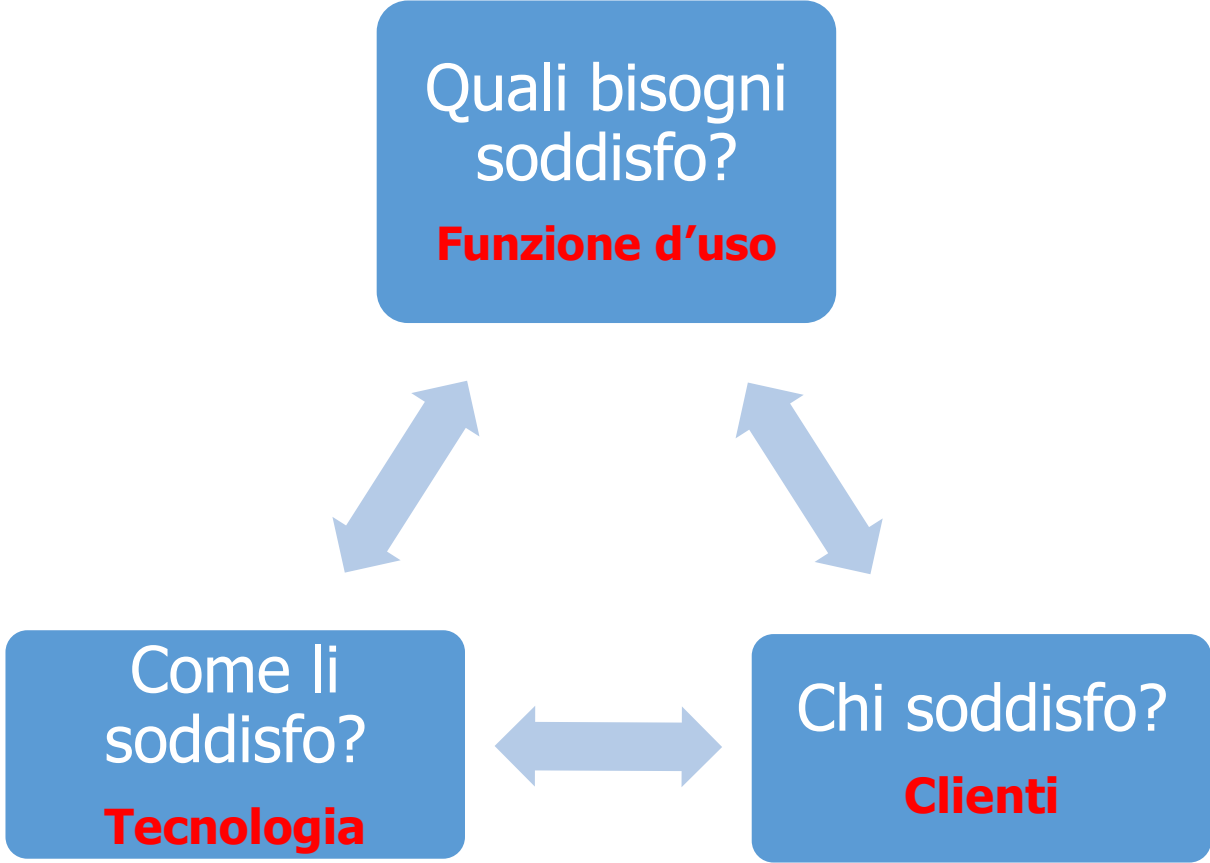 Quali bisogni
soddisfo?
Funzione d’uso
Come li
soddisfo?
Tecnologia
Chi soddisfo?
Clienti